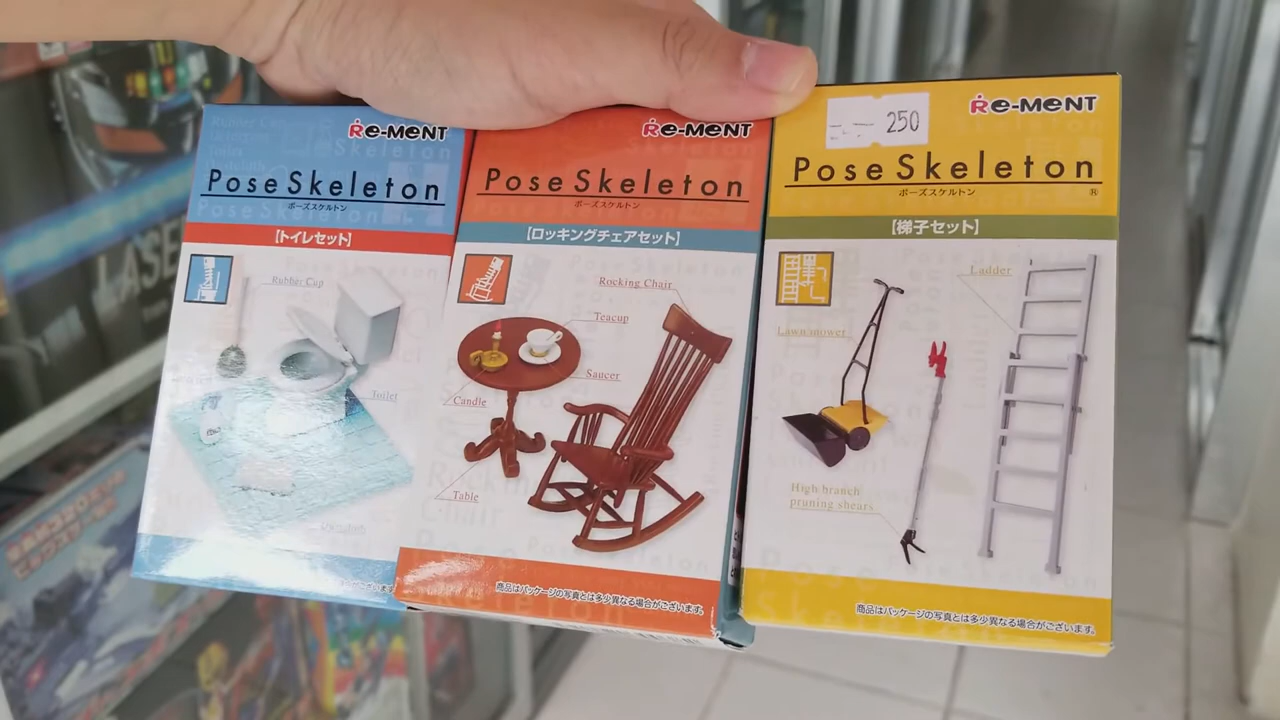 Re-MeNT
Pose Skeleton
ポーズスケルトン
【トイレセット】
Rubber Cup
Toilet
Re-MeNT
Pose Skeleton
ポーズスケルトン
【ロッキングチェアセット】
Rocking Chair
Teacup
Saucer
Candle
Table
商品はパッケージの写真とは多少異なる場合がございます。
250
Re-MeNT
Pose Skeleton
®
ポーズスケルトン
【梯子セット】
Ladder
Lawn mower
High branch
pruning shears
商品はパッケージの写真とは多少異なる場合がございます。
LASE